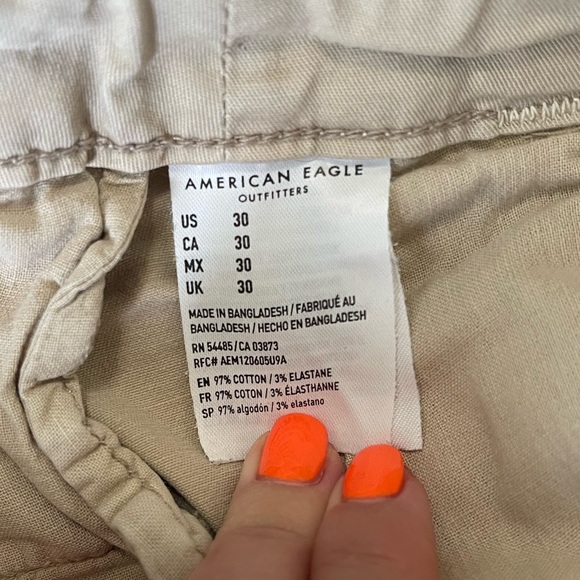 AMERICAN EAGLE
OUTFITTERS
US 30
CA 30
MX 30
UK 30
MADE IN BANGLADESH / FABRIQUÉ AU
BANGLADESH / HECHO EN BANGLADESH
RN 54485/CA 03873
RFC# AEM120605U9A
EN 97% COTTON / 3% ELASTANE
FR 97% COTON / 3% ÉLASTHANNE
SP 97% algodón / 3% elastano